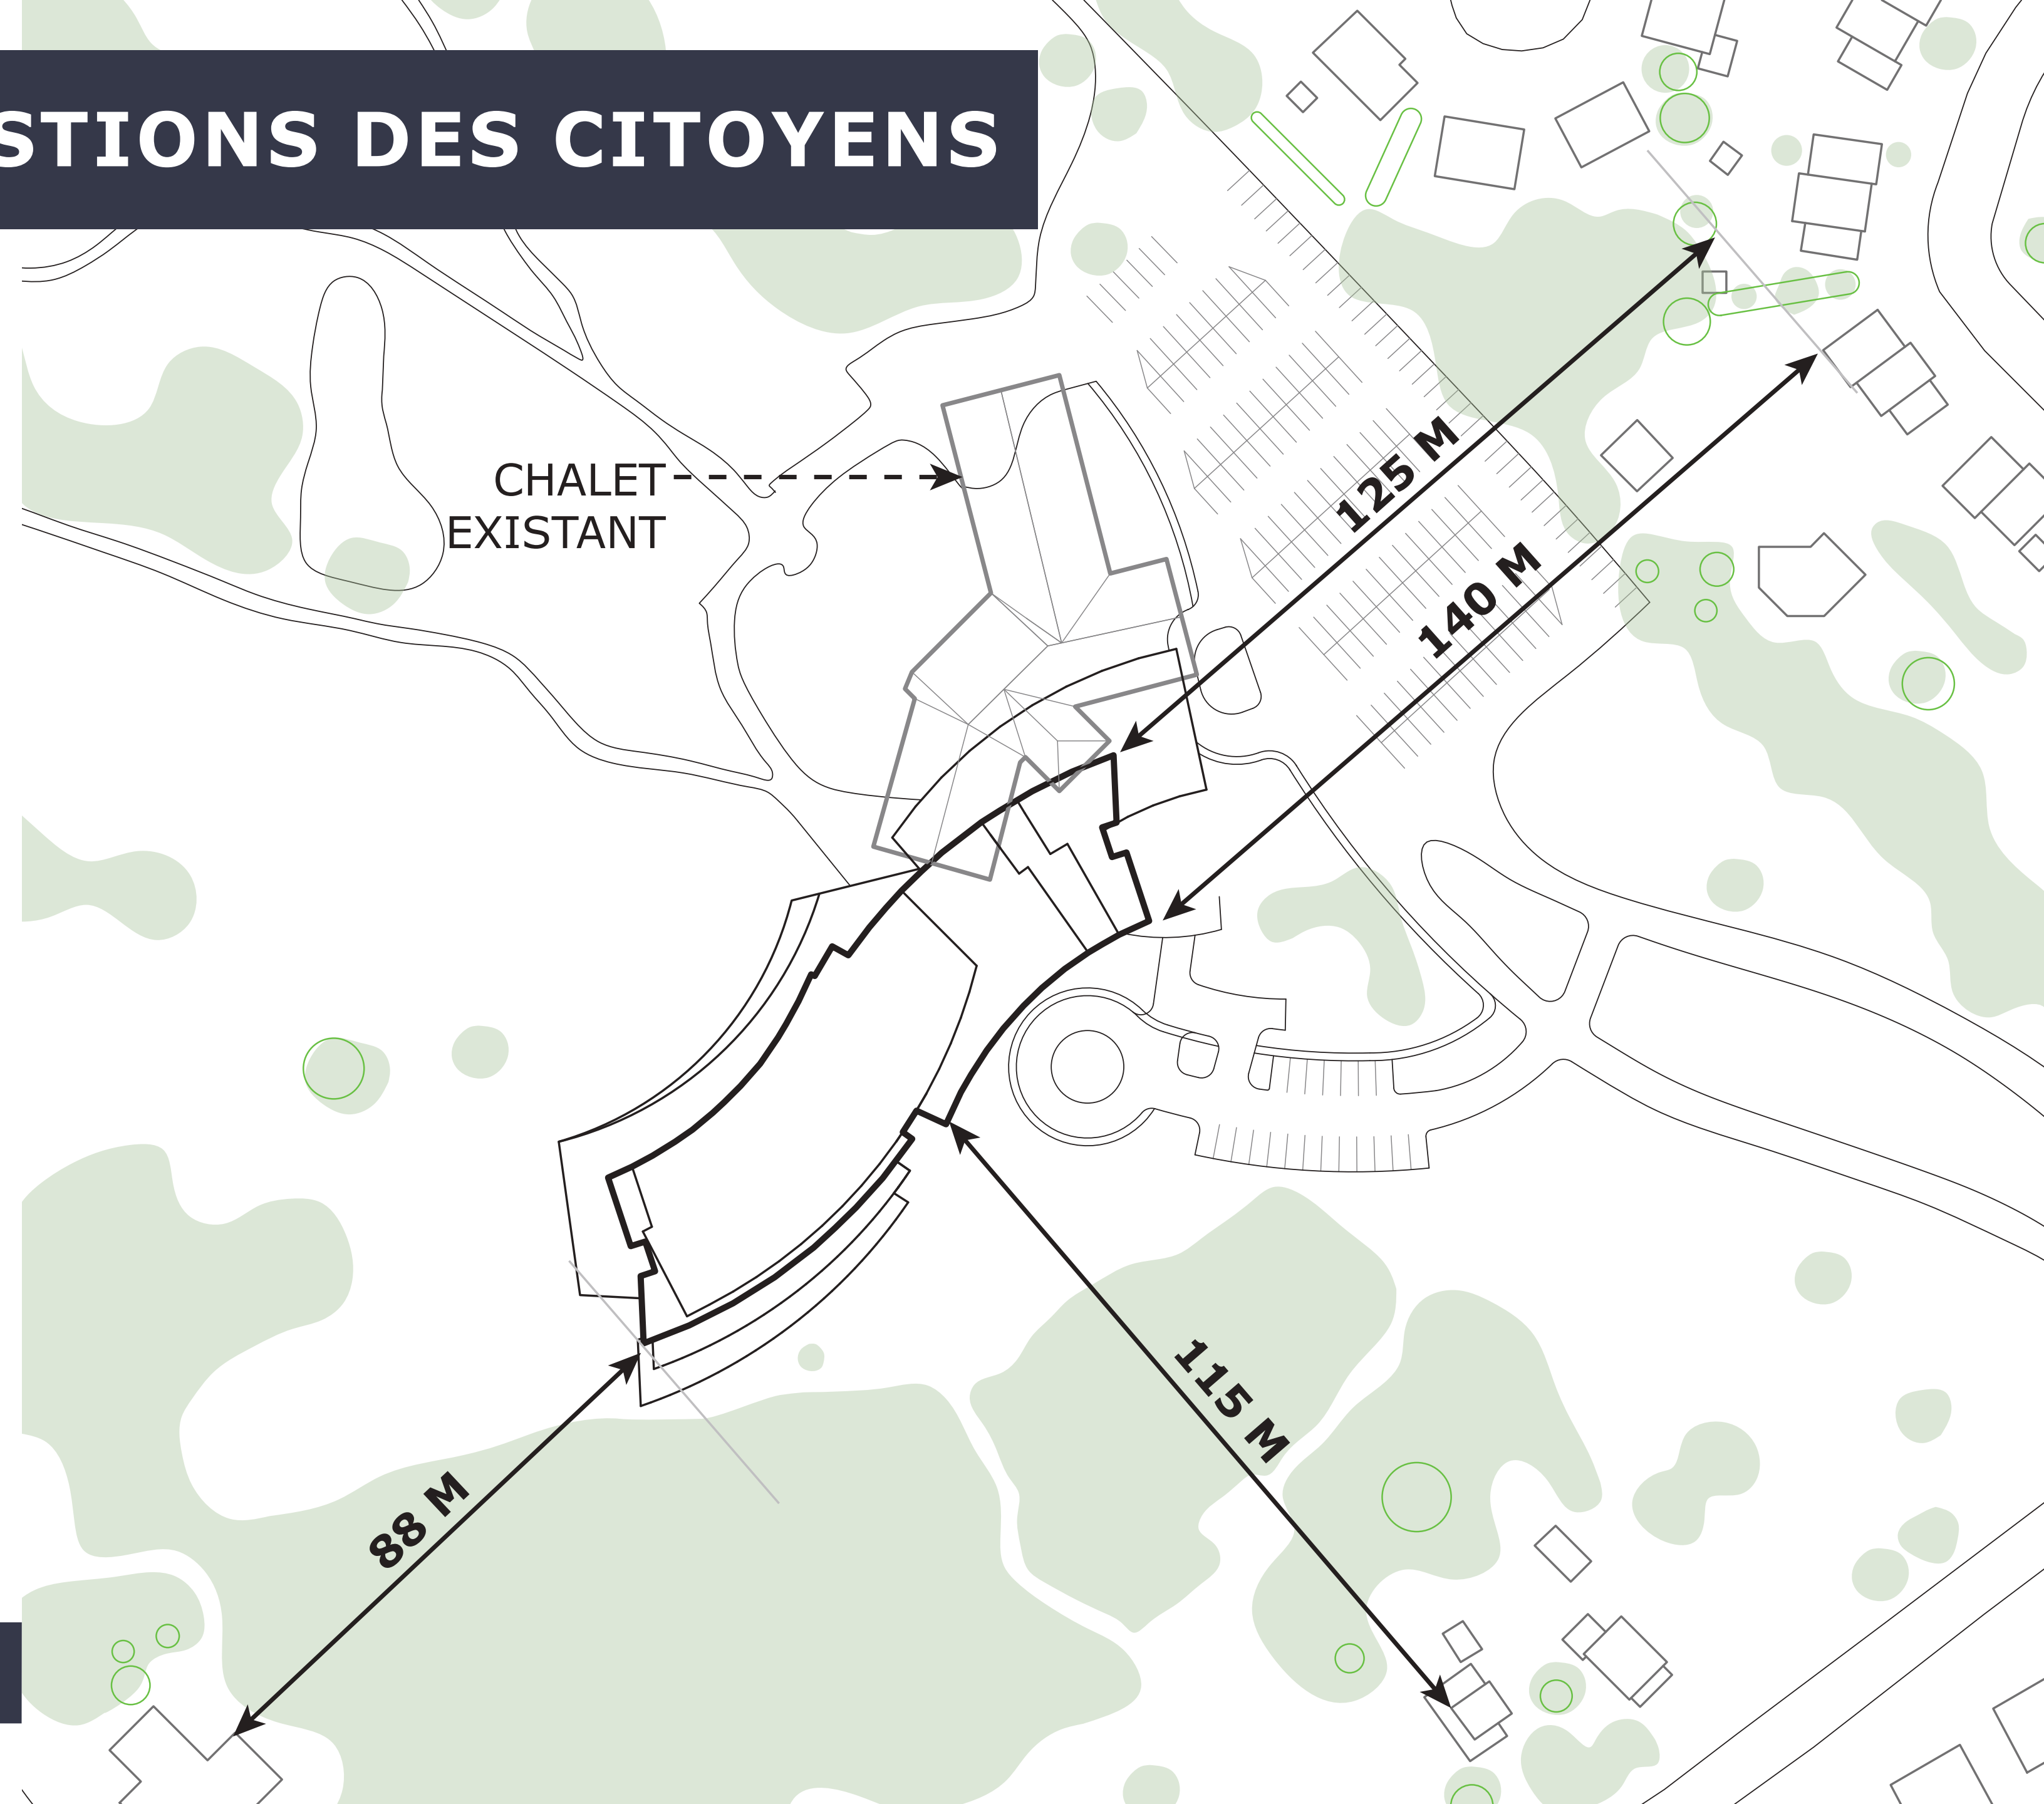 STIONS DES CITOYENS
CHALET
EXISTANT
125 M
140 M
115 M
88 M